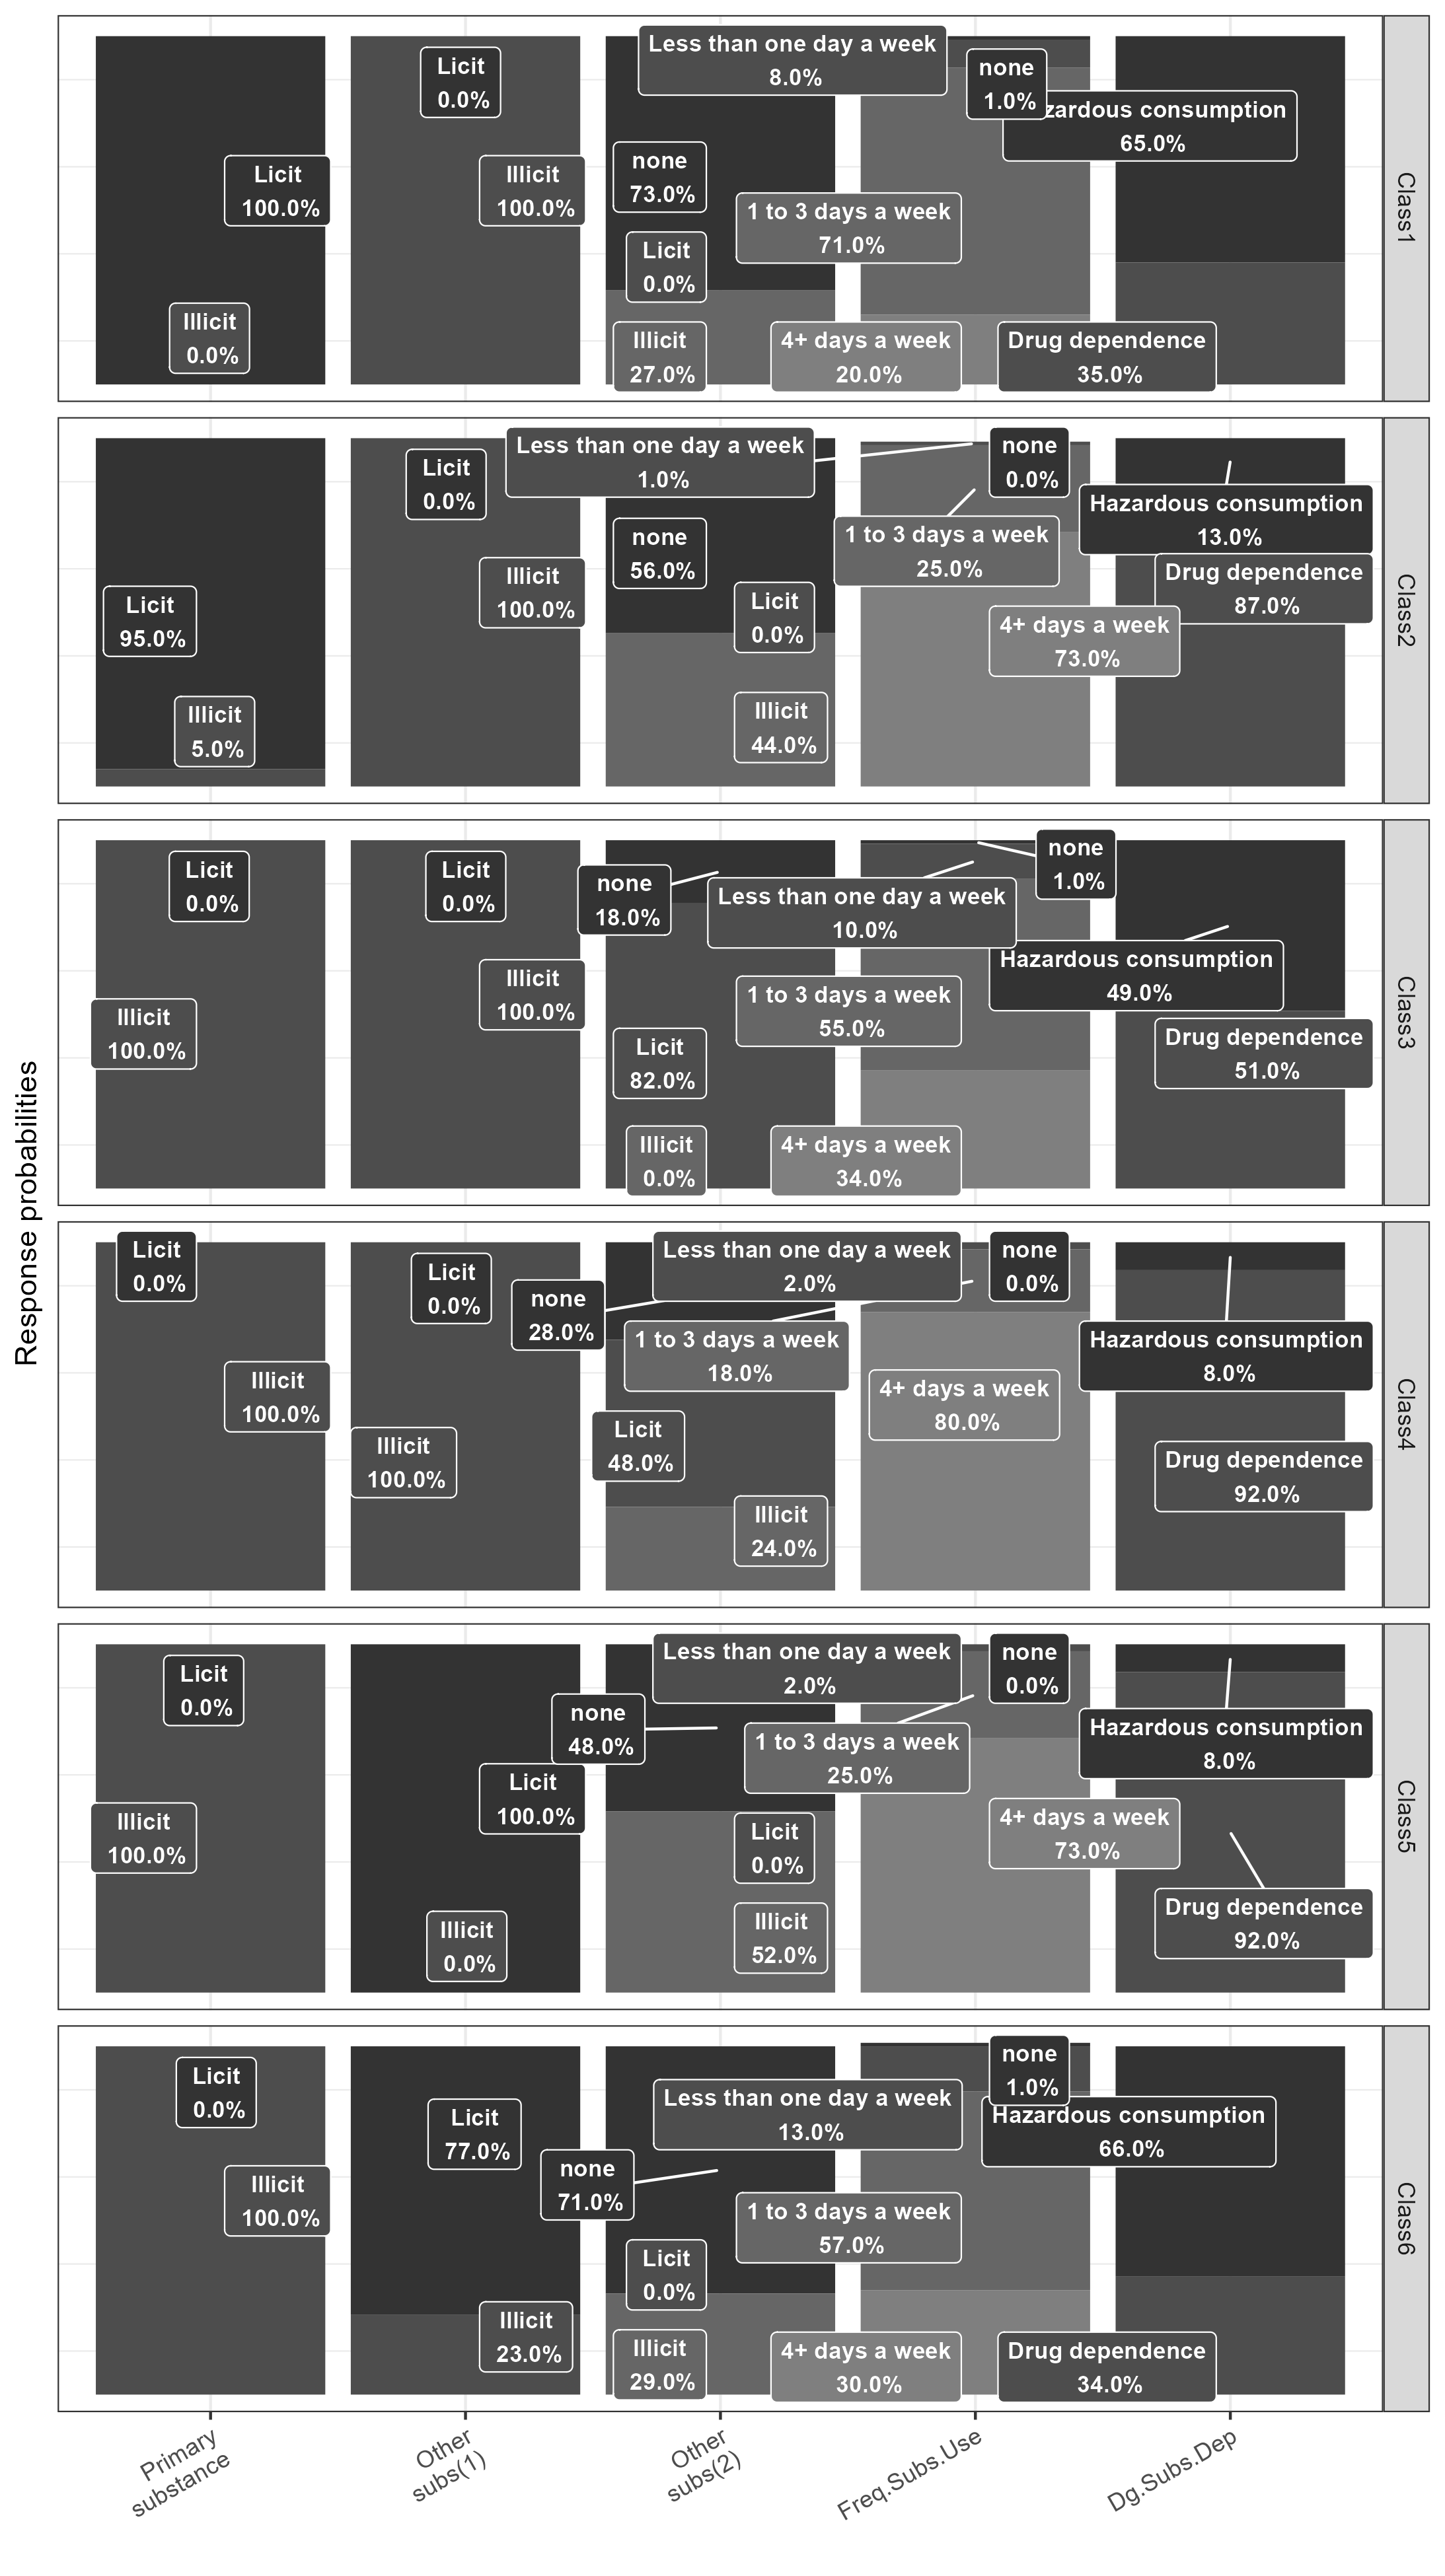 Response probabilities
Less than one day a week
8.0%
Licit
0.0%
none
1.0%
zardous consumption
65.0%
Licit
100.0%
Illicit
100.0%
none
73.0%
1 to 3 days a week
71.0%
Licit
0.0%
Illicit
0.0%
Illicit
27.0%
4+ days a week
20.0%
Drug dependence
35.0%
Class1
Less than one day a week
1.0%
none
0.0%
Licit
0.0%
Hazardous consumption
13.0%
none
56.0%
1 to 3 days a week
25.0%
Illicit
100.0%
Drug dependence
87.0%
Licit
95.0%
Licit
0.0%
4+ days a week
73.0%
Illicit
5.0%
Illicit
44.0%
Class2
none
1.0%
Licit
0.0%
Licit
0.0%
none
18.0%
Less than one day a week
10.0%
Hazardous consumption
49.0%
Illicit
100.0%
1 to 3 days a week
55.0%
Illicit
100.0%
Licit
82.0%
Drug dependence
51.0%
Illicit
0.0%
4+ days a week
34.0%
Class3
Licit
0.0%
Less than one day a week
2.0%
none
0.0%
Licit
0.0%
none
28.0%
1 to 3 days a week
18.0%
Hazardous consumption
8.0%
Illicit
100.0%
4+ days a week
80.0%
Licit
48.0%
Illicit
100.0%
Drug dependence
92.0%
Illicit
24.0%
Class4
Less than one day a week
2.0%
none
0.0%
Licit
0.0%
none
48.0%
Hazardous consumption
8.0%
1 to 3 days a week
25.0%
Licit
100.0%
4+ days a week
73.0%
Illicit
100.0%
Licit
0.0%
Drug dependence
92.0%
Illicit
52.0%
Illicit
0.0%
Class5
none
1.0%
Licit
0.0%
Less than one day a week
13.0%
Hazardous consumption
66.0%
Licit
77.0%
none
71.0%
Illicit
100.0%
1 to 3 days a week
57.0%
Licit
0.0%
Illicit
23.0%
Illicit
29.0%
4+ days a week
30.0%
Drug dependence
34.0%
Class6
Primary
substance
Other
subs(1)
Other
subs(2)
Freq.Subs.Use
Dg.Subs.Dep